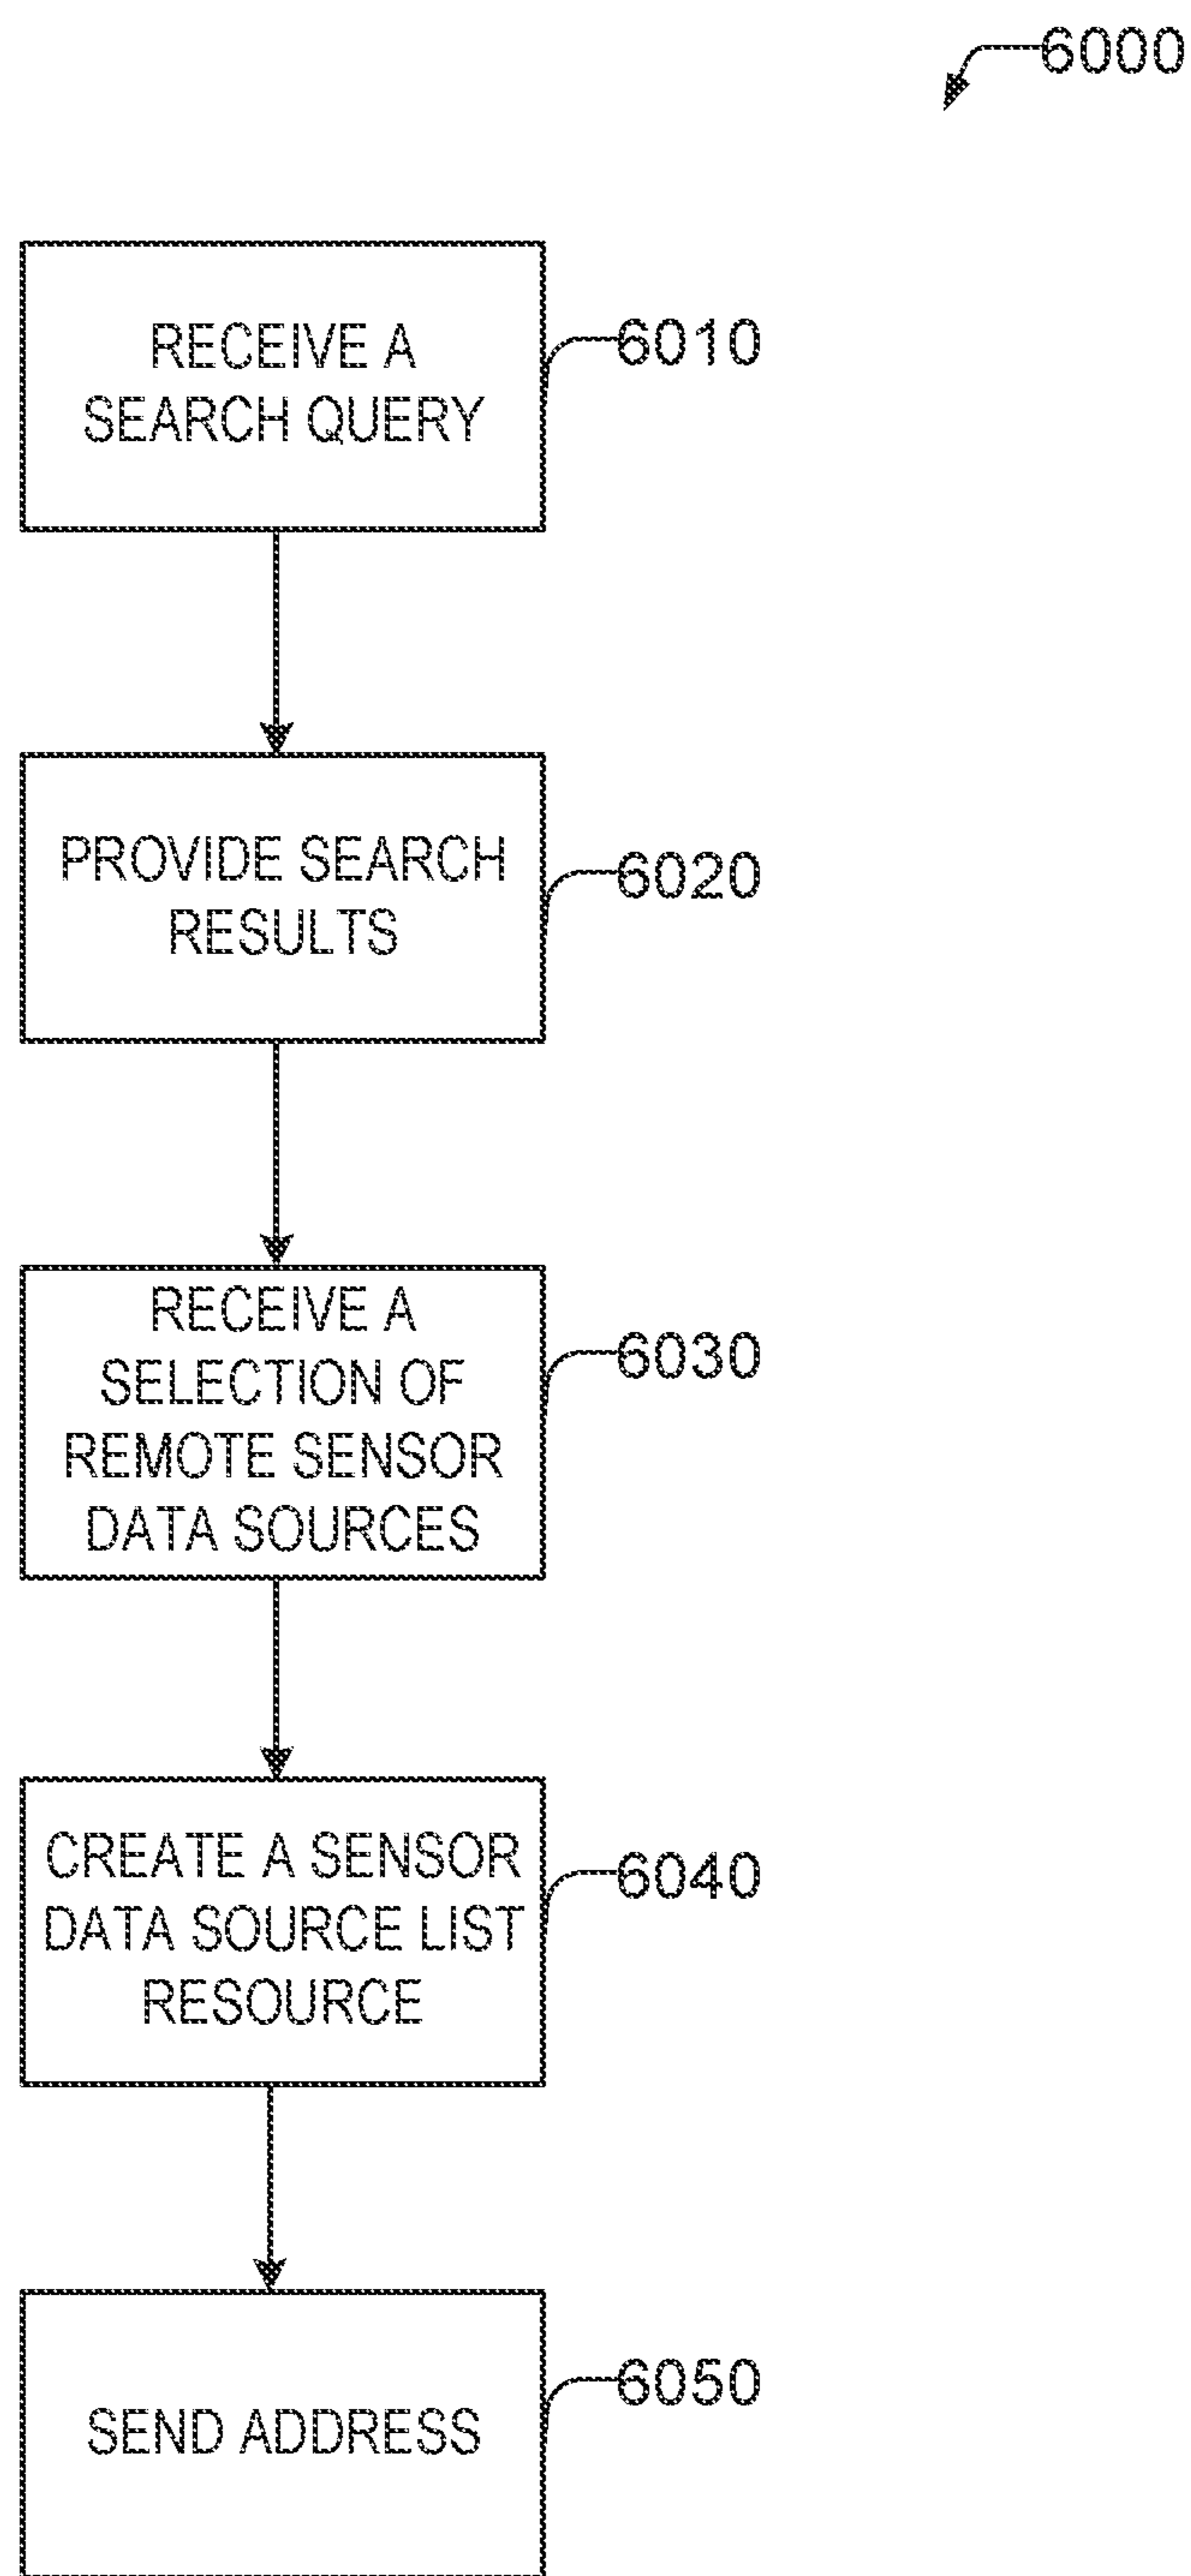 6000
RECEIVE A
SEARCH QUERY
6010
PROVIDE SEARCH
RESULTS
6020
RECEIVE A
SELECTION OF
REMOTE SENSOR
DATA SOURCES
6030
CREATE A SENSOR
DATA SOURCE LIST
RESOURCE
6040
SEND ADDRESS
6050